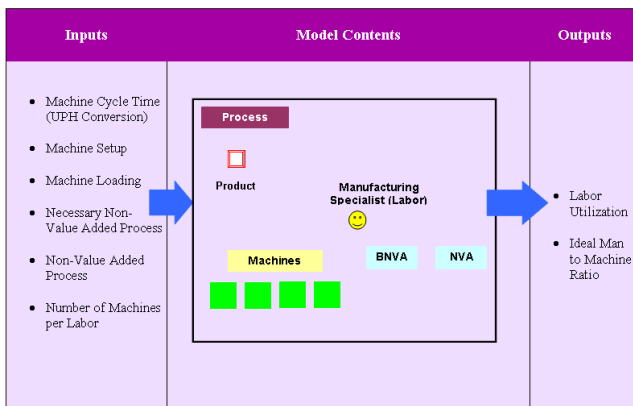 Inputs
Model Contents
Outputs
• Machine Cycle Time
(UPH Conversion)
• Machine Setup
• Machine Loading
• Necessary Non-
Value Added Process
• Non-Value Added
Process
• Number of Machines
per Labor
Process
Product
Manufacturing
Specialist (Labor)
Machines
BNVA
NVA
• Labor
Utilization
• Ideal Man
to Machine
Ratio